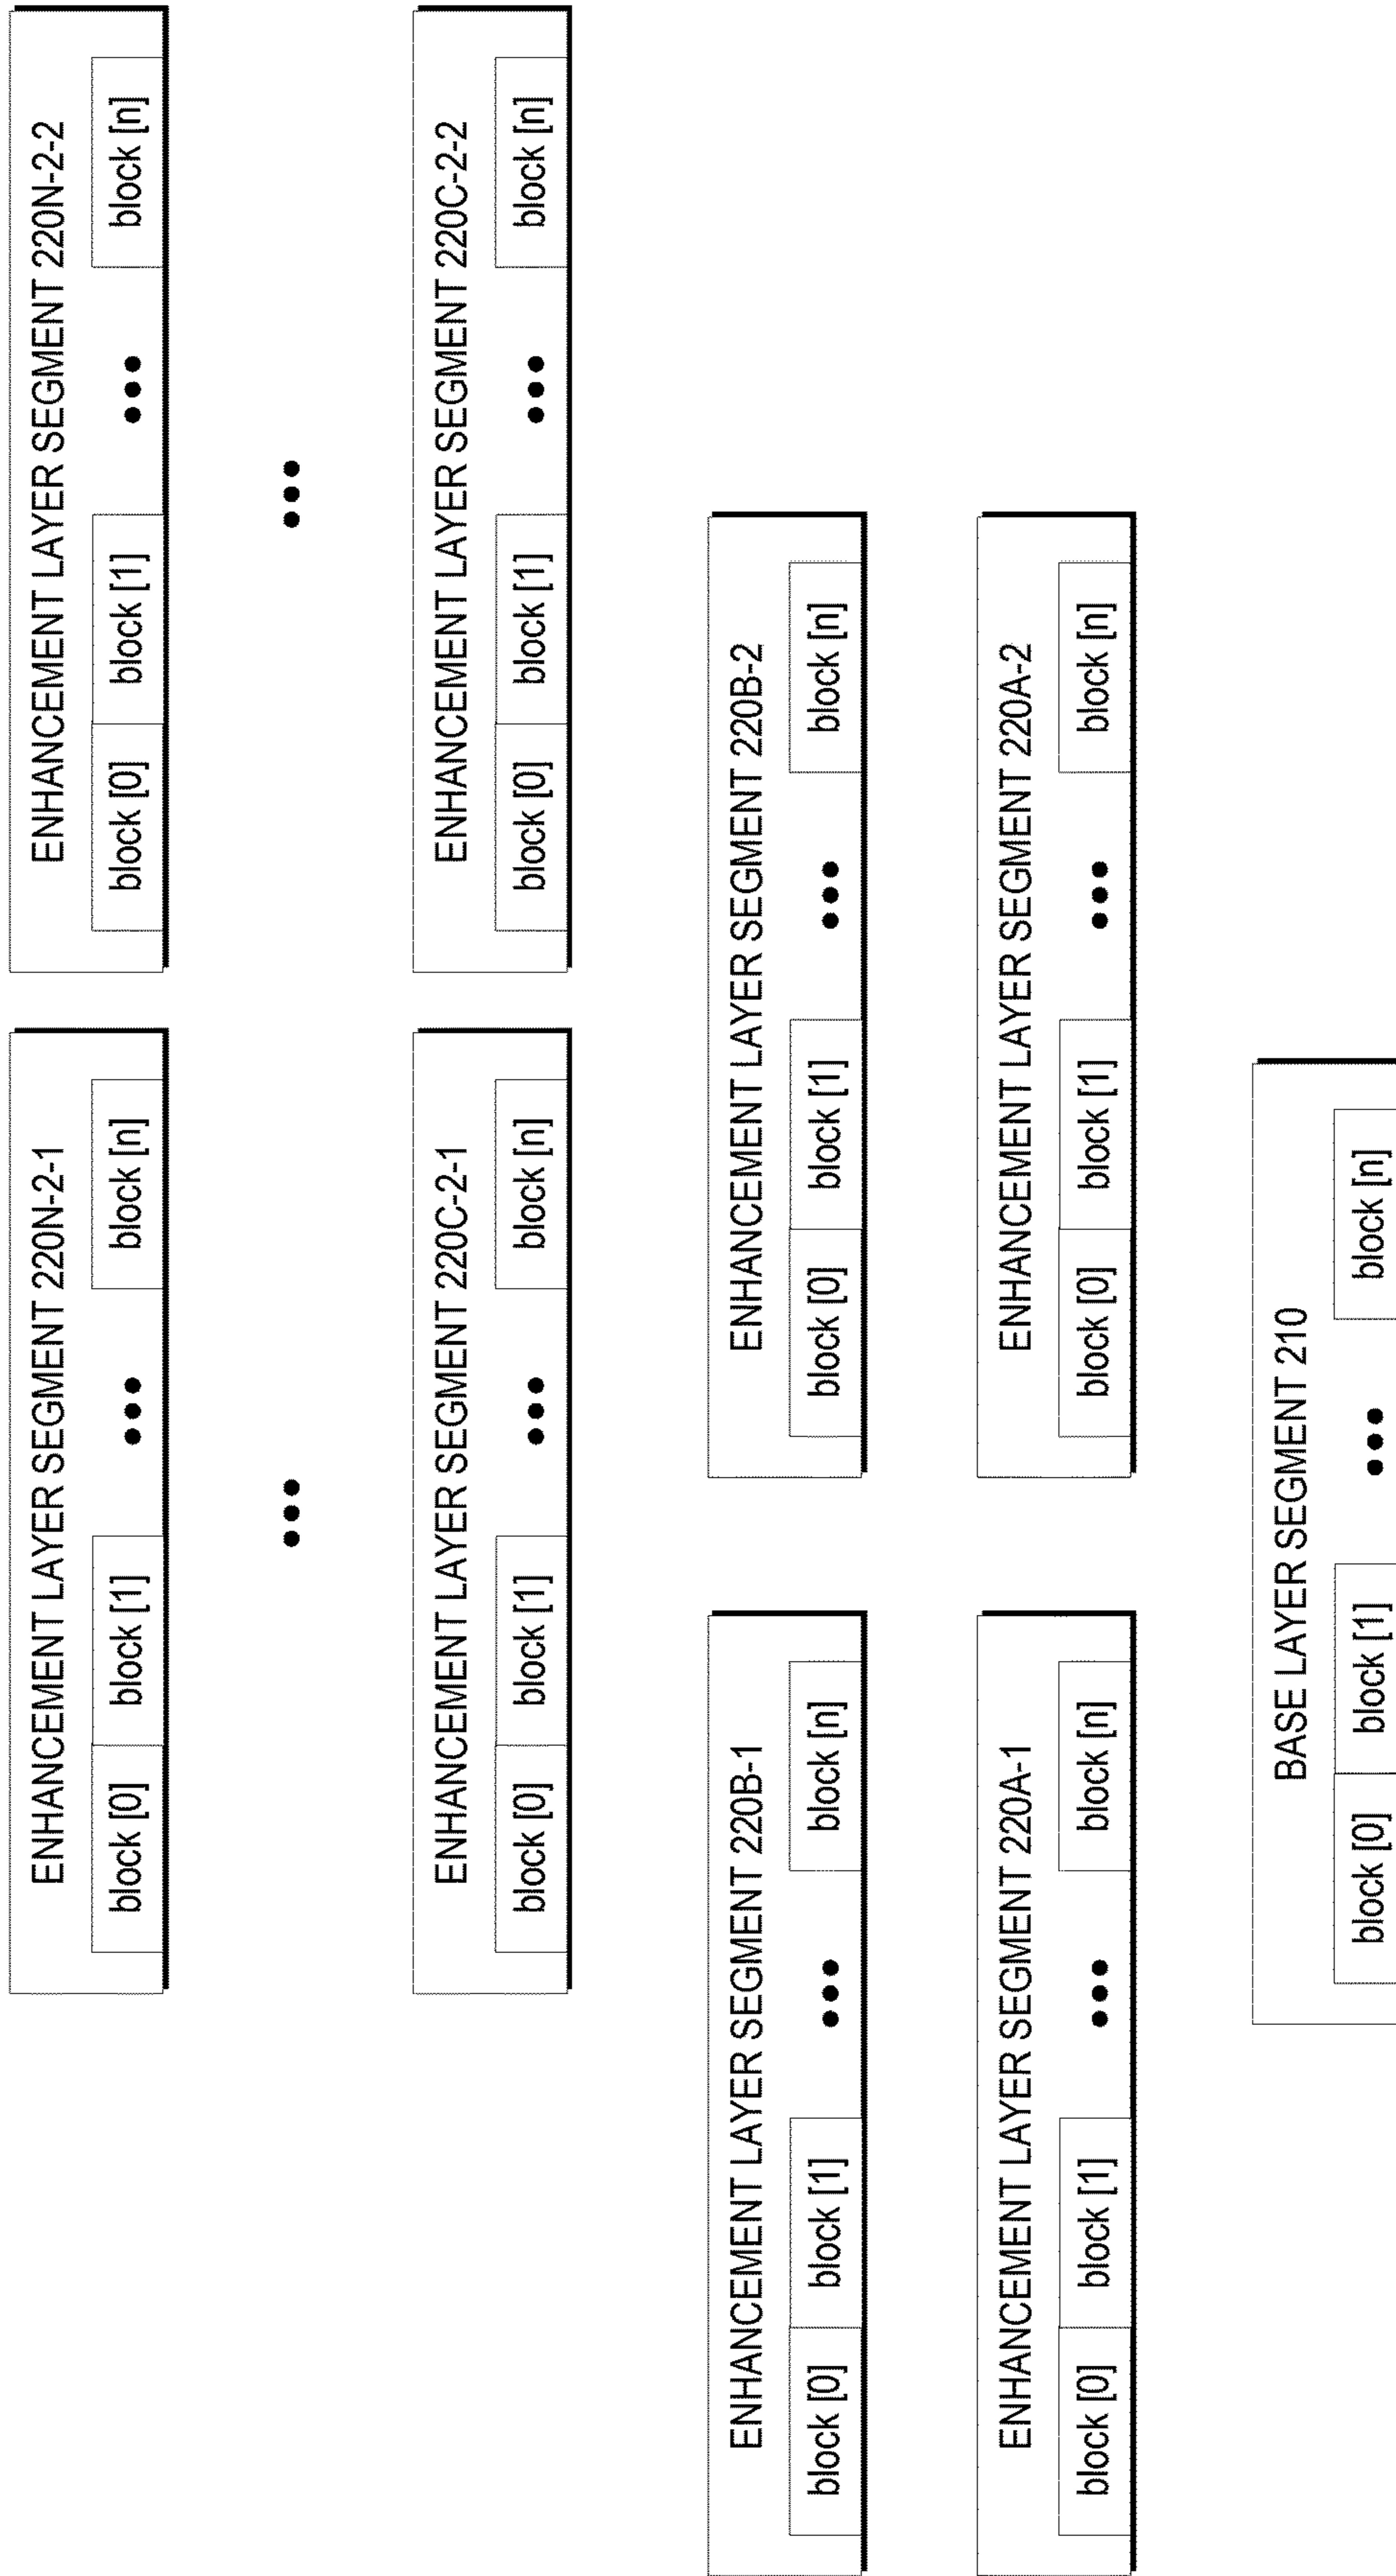 ENHANCEMENT LAYER SEGMENT 220N-2-1
block [0] block [1] ••• block [n]
ENHANCEMENT LAYER SEGMENT 220N-2-2
block [0] block [1] ••• block [n]
•••
•••
ENHANCEMENT LAYER SEGMENT 220C-2-1
block [0] block [1] ••• block [n]
ENHANCEMENT LAYER SEGMENT 220C-2-2
block [0] block [1] ••• block [n]
ENHANCEMENT LAYER SEGMENT 220B-1
block [0] block [1] ••• block [n]
ENHANCEMENT LAYER SEGMENT 220B-2
block [0] block [1] ••• block [n]
ENHANCEMENT LAYER SEGMENT 220A-1
block [0] block [1] ••• block [n]
ENHANCEMENT LAYER SEGMENT 220A-2
block [0] block [1] ••• block [n]
BASE LAYER SEGMENT 210
block [0] block [1] ••• block [n]